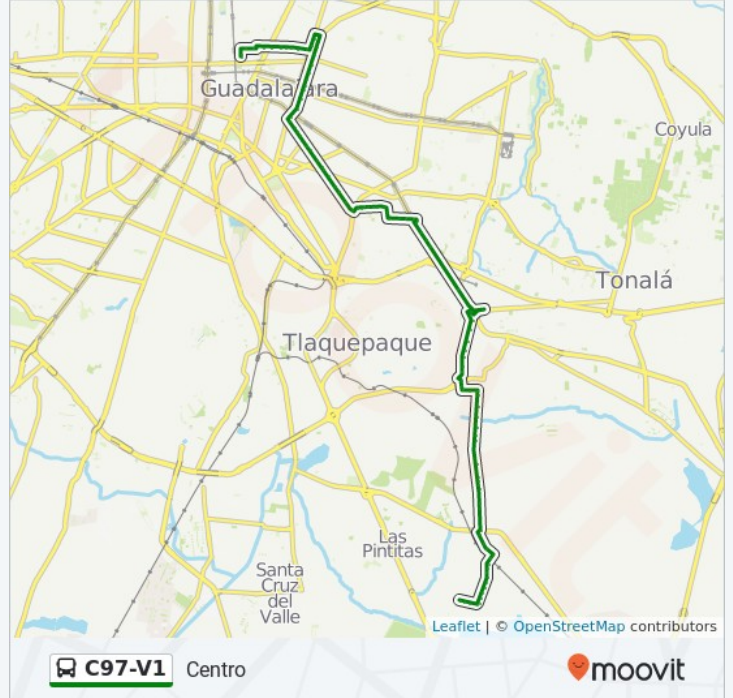 Guadalajara
Coyula
Tonalá
Tlaquepaque
Las
Pintitas
Santa
Cruz
del
Valle
Leaflet | © OpenStreetMap contributors
C97-V1 Centro
moovit